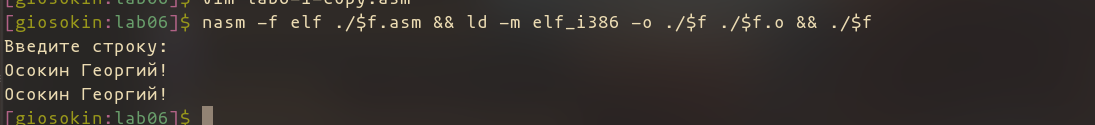 [giosokin:lab06]$ vim lab6-1-copy.asm
[giosokin:lab06]$ nasm -f elf ./$f.asm && ld -m elf_i386 -o ./$f ./$f.o && ./$f
Введите строку:
Осокин Георгий!
Осокин Георгий!
[giosokin:lab06]$